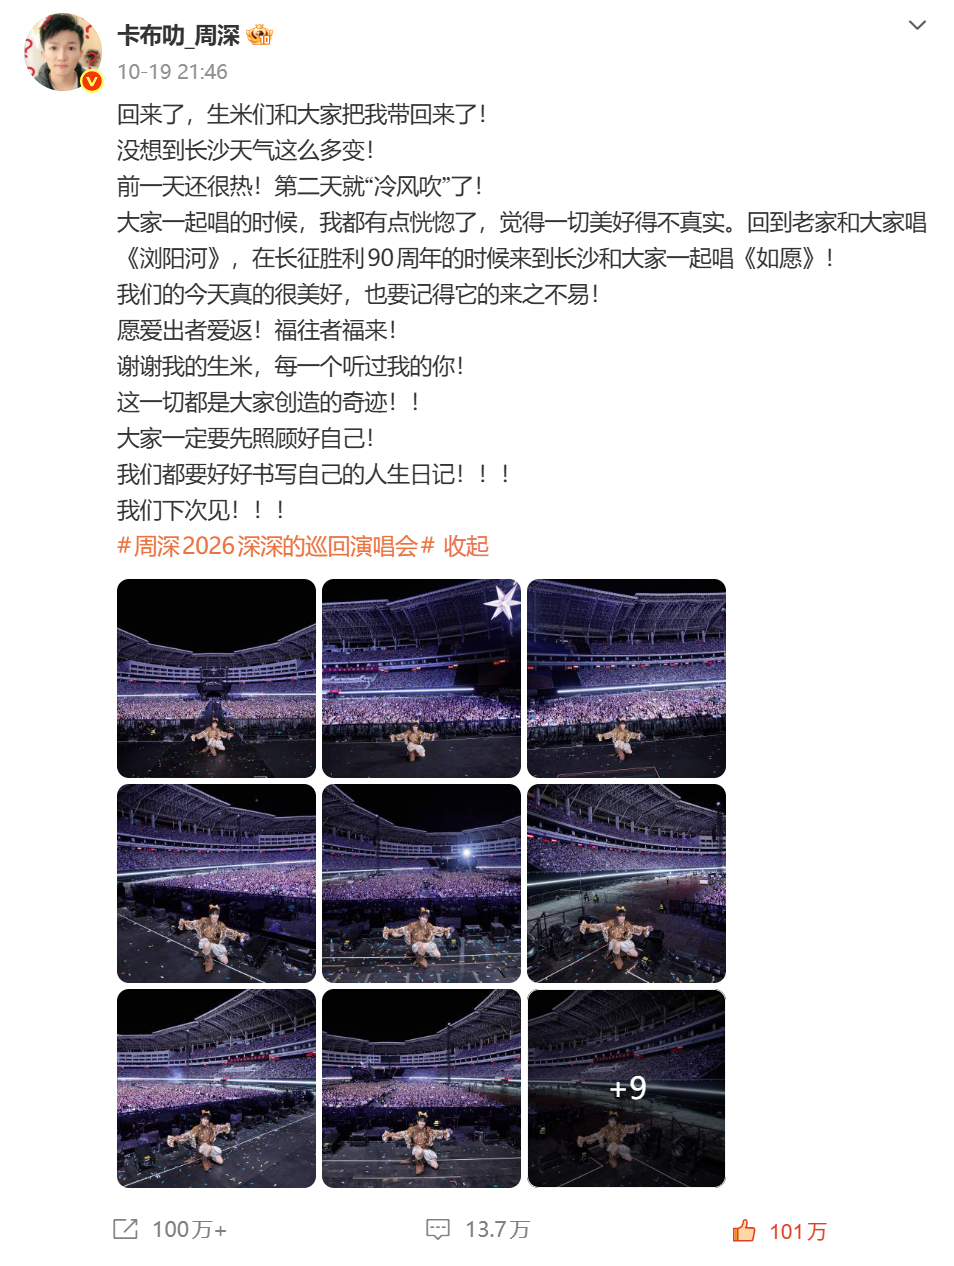 卡布叻_周深
10-19 21:46
回来了，生米们和大家把我带回来了！
没想到长沙天气这么多变！
前一天还很热！第二天就“冷风吹”了！
大家一起唱的时候，我都有点恍惚了，觉得一切美好得不真实。回到老家和大家唱
《浏阳河》，在长征胜利90周年的时候来到长沙和大家一起唱《如愿》！
我们的今天真的很美好，也要记得它的来之不易！
愿爱出者爱返！福往者福来！
谢谢我的生米，每一个听过我的你！
这一切都是大家创造的奇迹！！
大家一定要先照顾好自己！
我们都要好好书写自己的人生日记！！！
我们下次见！！！
#周深2026深深的巡回演唱会# 收起
+9
100万+
13.7万
101万